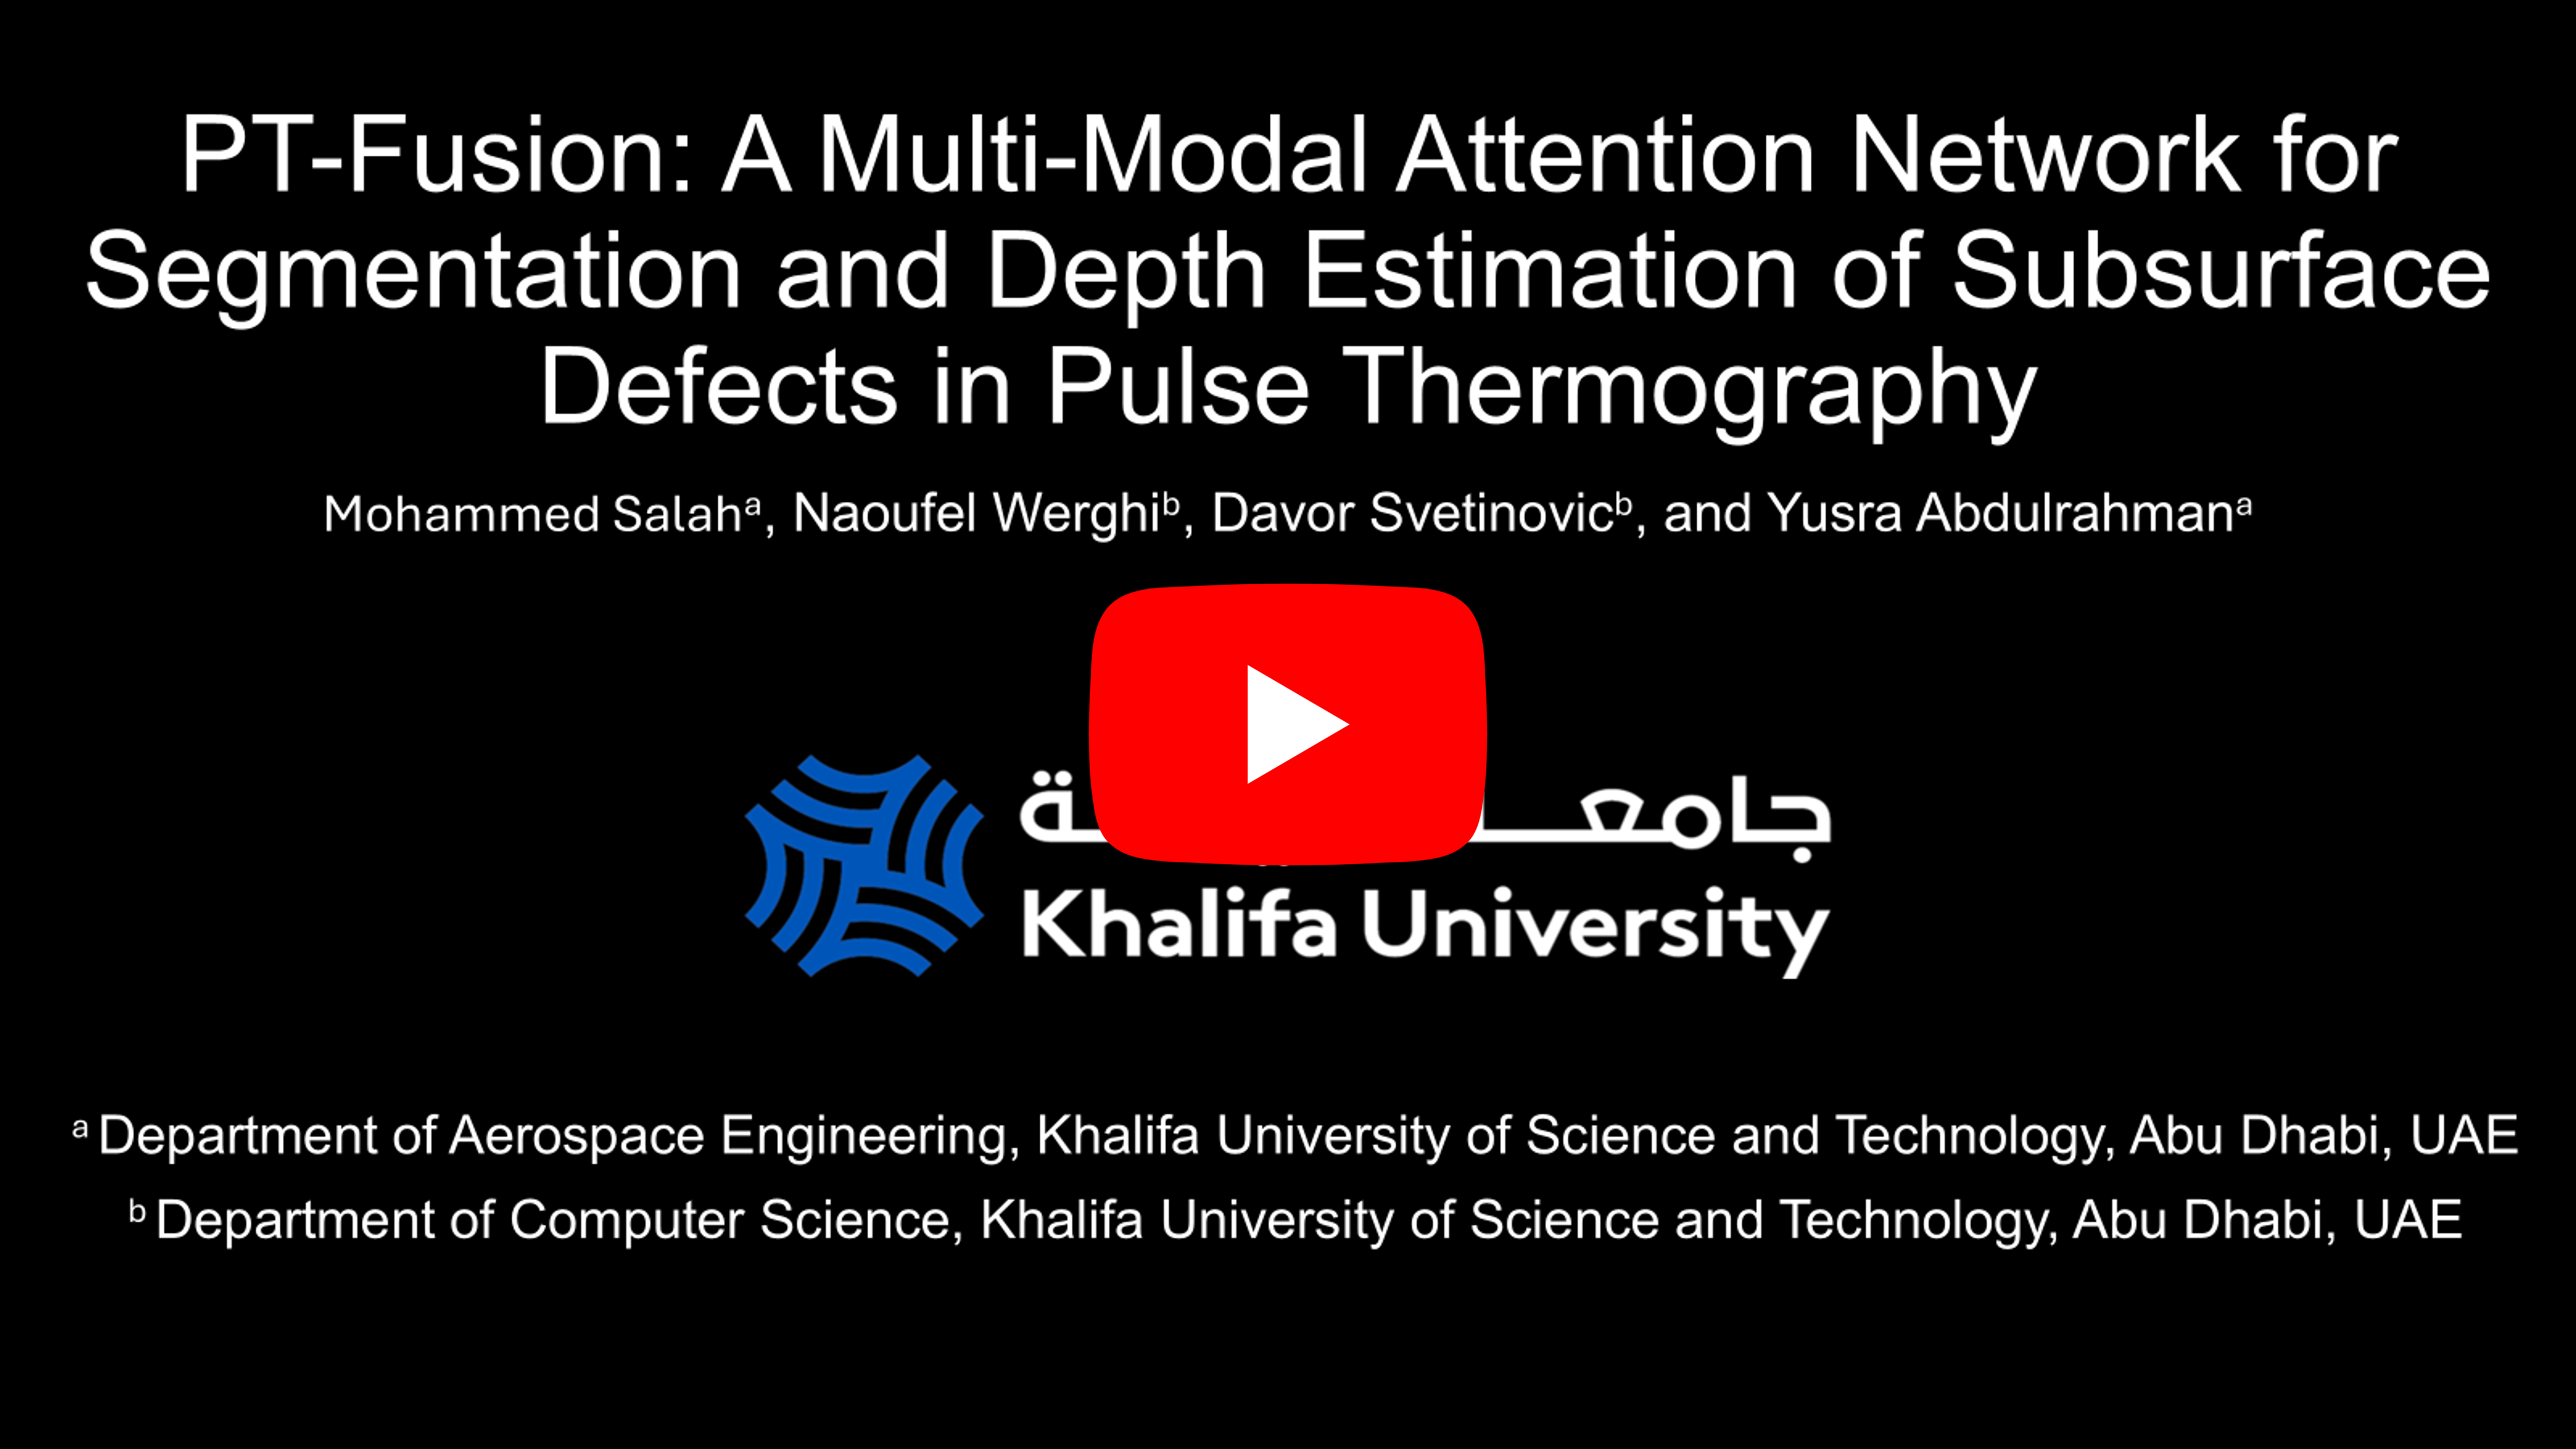 PT-Fusion: A Multi-Modal Attention Network for
Segmentation and Depth Estimation of Subsurface
Defects in Pulse Thermography
Mohammed Salahᵃ, Naoufel Werghiᵇ, Davor Svetinovicᵇ, and Yusra Abdulrahmanᵃ
جامعـ
Khalifa University
ᵃ Department of Aerospace Engineering, Khalifa University of Science and Technology, Abu Dhabi, UAE
ᵇ Department of Computer Science, Khalifa University of Science and Technology, Abu Dhabi, UAE